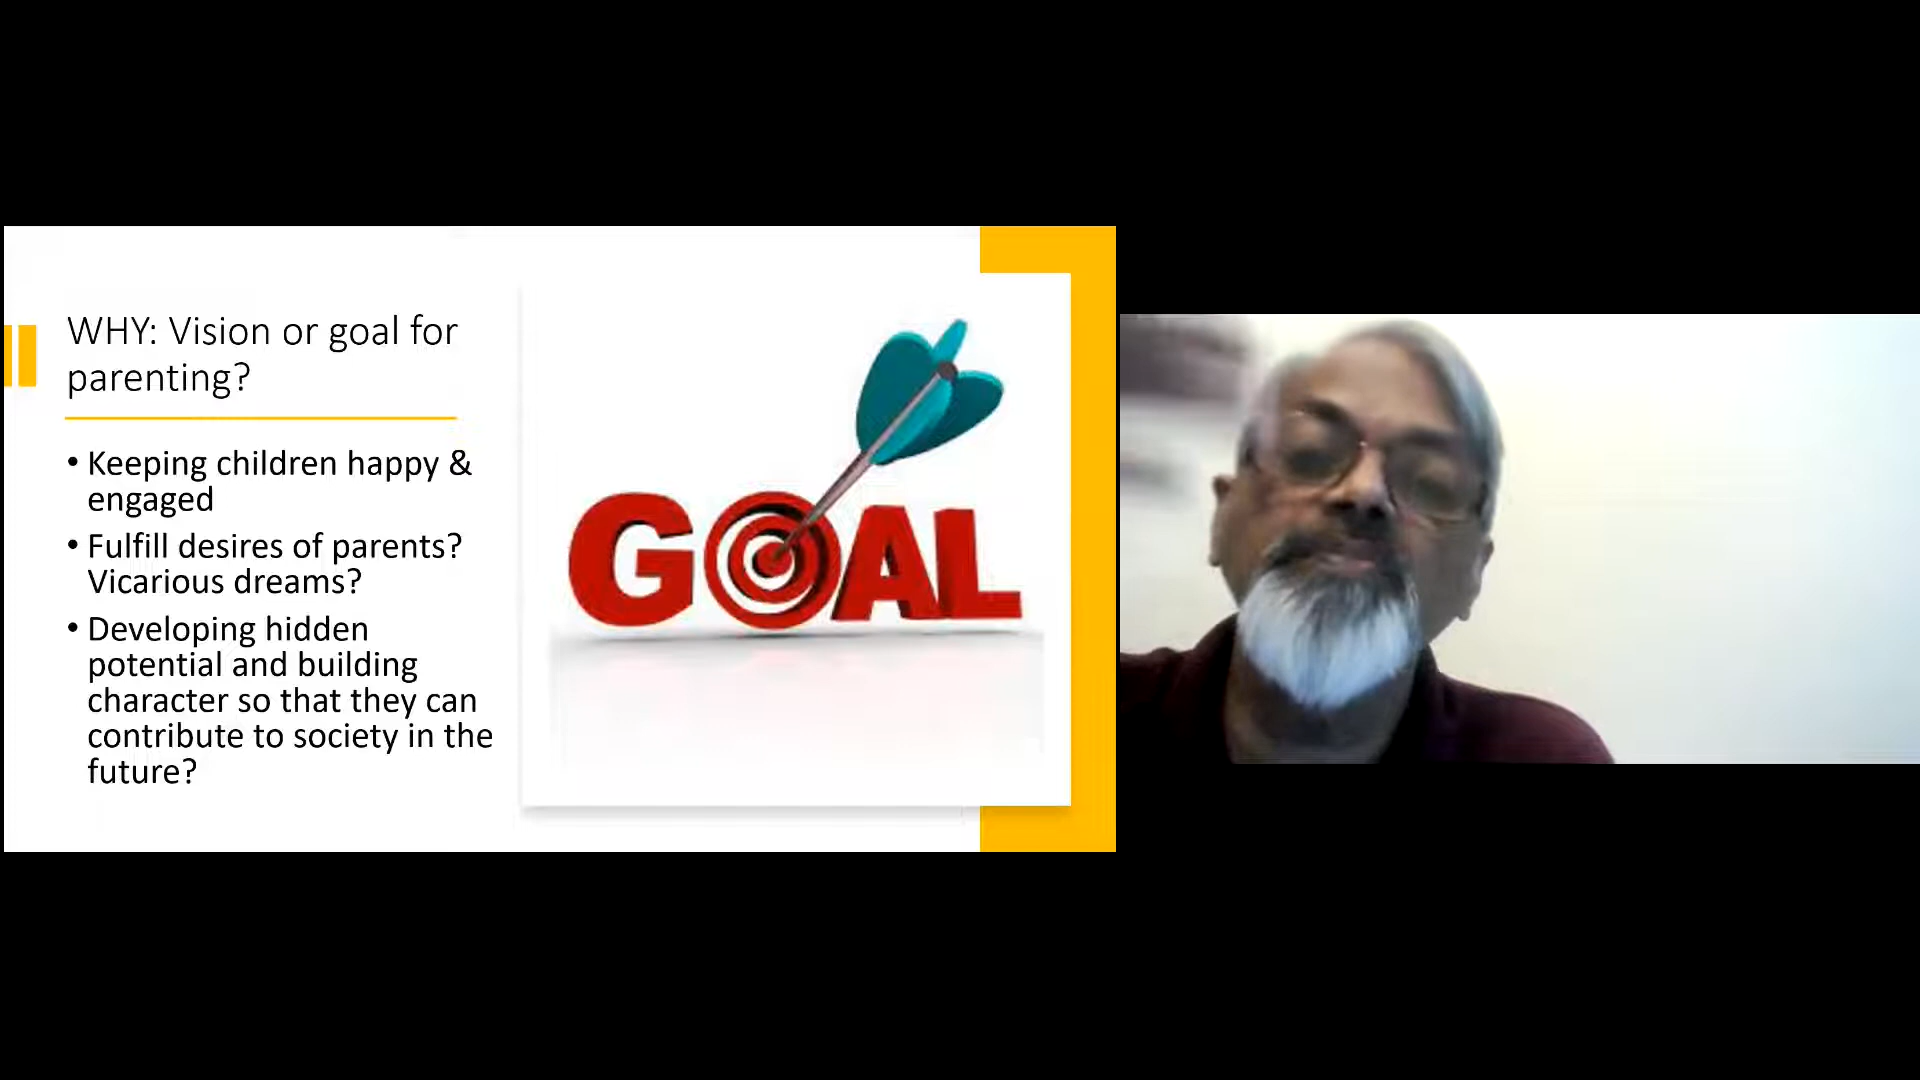 WHY: Vision or goal for
parenting?
• Keeping children happy &
engaged
• Fulfill desires of parents?
Vicarious dreams?
• Developing hidden
potential and building
character so that they can
contribute to society in the
future?
GOAL